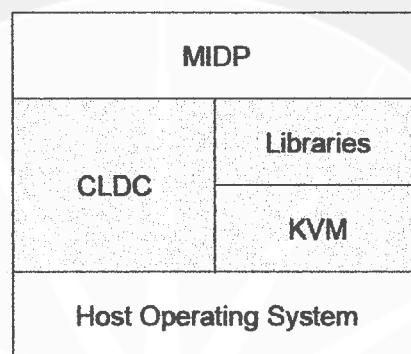 MIDP
Libraries
CLDC
KVM
Host Operating System